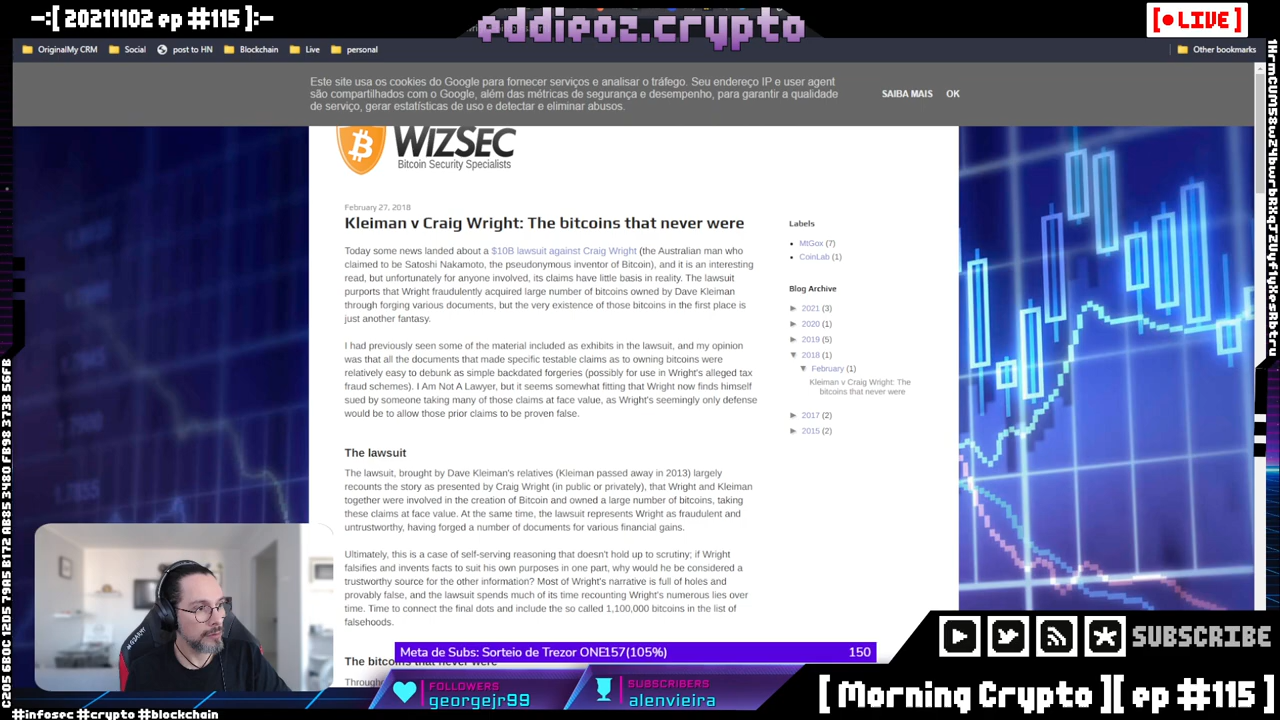 -:[ 20211102 ep #115 ]:-
eddieoz.crypto
[ ● LIVE ]
OriginalMy CRM
Social
post to HN
Blockchain
Live
personal
Other bookmarks
Este site usa os cookies do Google para fornecer serviços e analisar o tráfego. Seu endereço IP e user agent
são compartilhados com o Google, além das métricas de segurança e desempenho, para garantir a qualidade
de serviço, gerar estatísticas de uso e detectar e eliminar abusos.
SAIBA MAIS OK
WIZSEC
Bitcoin Security Specialists
February 27, 2018
Kleiman v Craig Wright: The bitcoins that never were
Today some news landed about a $10B lawsuit against Craig Wright (the Australian man who
claimed to be Satoshi Nakamoto, the pseudonymous inventor of Bitcoin), and it is an interesting
read, but unfortunately for anyone involved, its claims have little basis in reality. The lawsuit
purports that Wright fraudulently acquired large number of bitcoins owned by Dave Kleiman
through forging various documents, but the very existence of those bitcoins in the first place is
just another fantasy.
I had previously seen some of the material included as exhibits in the lawsuit, and my opinion
was that all the documents that made specific testable claims as to owning bitcoins were
relatively easy to debunk as simple backdated forgeries (possibly for use in Wright's alleged tax
fraud schemes). I Am Not A Lawyer, but it seems somewhat fitting that Wright now finds himself
sued by someone taking many of those claims at face value, as Wright's seemingly only defense
would be to allow those prior claims to be proven false.
The lawsuit
The lawsuit, brought by Dave Kleiman's relatives (Kleiman passed away in 2013) largely
recounts the story as presented by Craig Wright (in public or privately), that Wright and Kleiman
together were involved in the creation of Bitcoin and owned a large number of bitcoins, taking
these claims at face value. At the same time, the lawsuit represents Wright as fraudulent and
untrustworthy, having forged a number of documents for various financial gains.
Ultimately, this is a case of self-serving reasoning that doesn't hold up to scrutiny; if Wright
falsifies and invents facts to suit his own purposes in one part, why would he be considered a
trustworthy source for the other information? Most of Wright's narrative is full of holes and
provably false, and the lawsuit spends much of its time recounting Wright's numerous lies over
time. Time to connect the final dots and include the so called 1,100,000 bitcoins in the list of
falsehoods.
The bitcoins that never were
Labels
MtGox (7)
CoinLab (1)
Blog Archive
► 2021 (3)
► 2020 (1)
► 2019 (5)
▼ 2018 (1)
▼ February (1)
Kleiman v Craig Wright: The
bitcoins that never were
► 2017 (2)
► 2015 (2)
Meta de Subs: Sorteio de Trezor ONE157(105%) 150
FOLLOWERS
georgejr99
SUBSCRIBERS
alenvieira
SUBSCRIBE
[ Morning Crypto ][ ep #115 ]
#infosec #crypto #blockchain